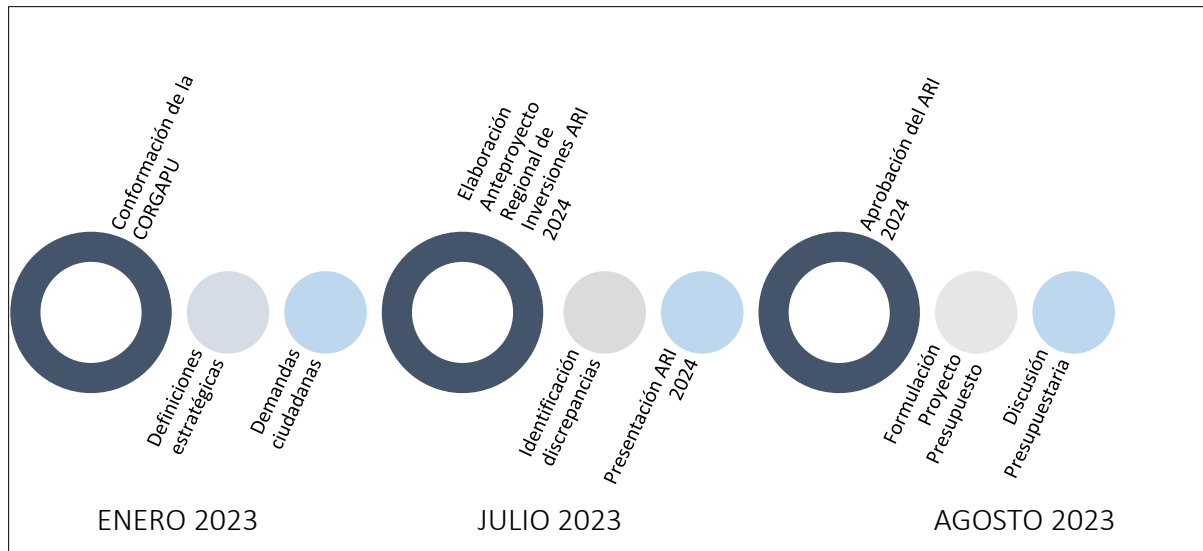 Conformación de la
CORGAPU
Definiciones
estratégicas
Demandas
ciudadanas
ENERO 2023
Elaboración
Anteproyecto
Regional de
Inversiones ARI
2024
Identificación
discrepancias
Presentación ARI
2024
JULIO 2023
Aprobación del ARI
2024
Formulación
Proyecto
Presupuesto
Discusión
Presupuestaria
AGOSTO 2023